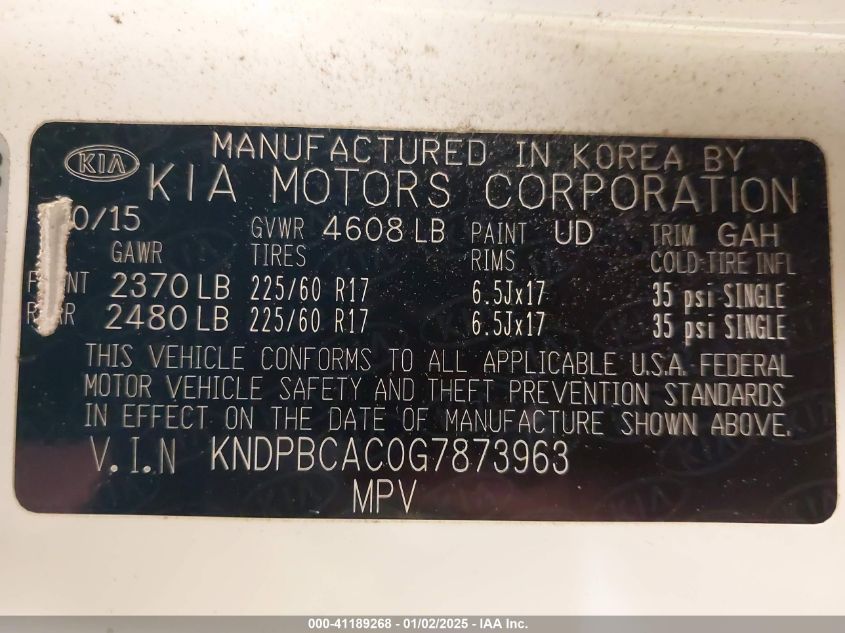 KIA
MANUFACTURED IN KOREA BY
KIA MOTORS CORPORATION
0/15 GVWR 4608 LB PAINT UD TRIM GAH
GAWR TIRES RIMS COLD TIRE INFL
2370 LB 225/60 R17 6.5Jx17 35 psi SINGLE
2480 LB 225/60 R17 6.5Jx17 35 psi SINGLE
THIS VEHICLE CONFORMS TO ALL APPLICABLE U.S.A. FEDERAL
MOTOR VEHICLE SAFETY AND THEFT PREVENTION STANDARDS
IN EFFECT ON THE DATE OF MANUFACTURE SHOWN ABOVE.
V.I.N KNDPBCAC0G7873963
MPV
000-41189268 - 01/02/2025 - IAA Inc.